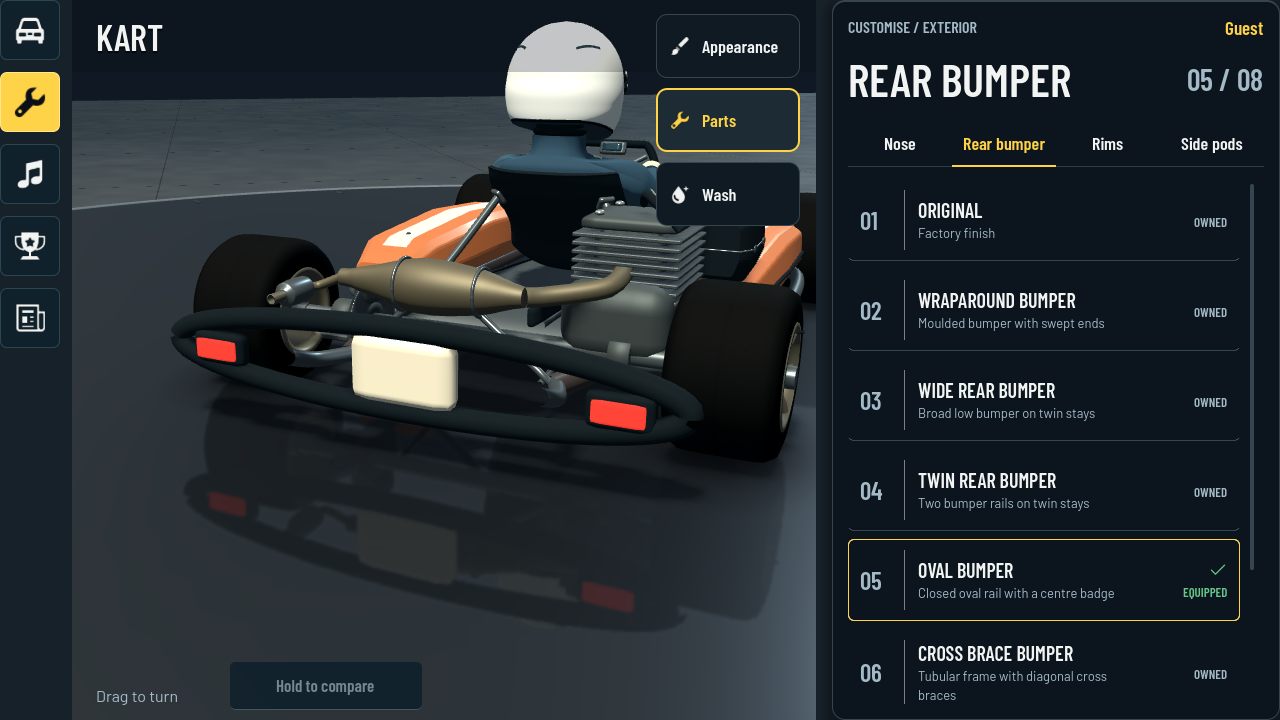 KART
Appearance
Parts
Wash
Drag to turn
Hold to compare
CUSTOMISE / EXTERIOR
Guest
REAR BUMPER
05 / 08
Nose
Rear bumper
Rims
Side pods
01
ORIGINAL
Factory finish
OWNED
02
WRAPAROUND BUMPER
Moulded bumper with swept ends
OWNED
03
WIDE REAR BUMPER
Broad low bumper on twin stays
OWNED
04
TWIN REAR BUMPER
Two bumper rails on twin stays
OWNED
05
OVAL BUMPER
Closed oval rail with a centre badge
EQUIPPED
06
CROSS BRACE BUMPER
Tubular frame with diagonal cross
braces
OWNED